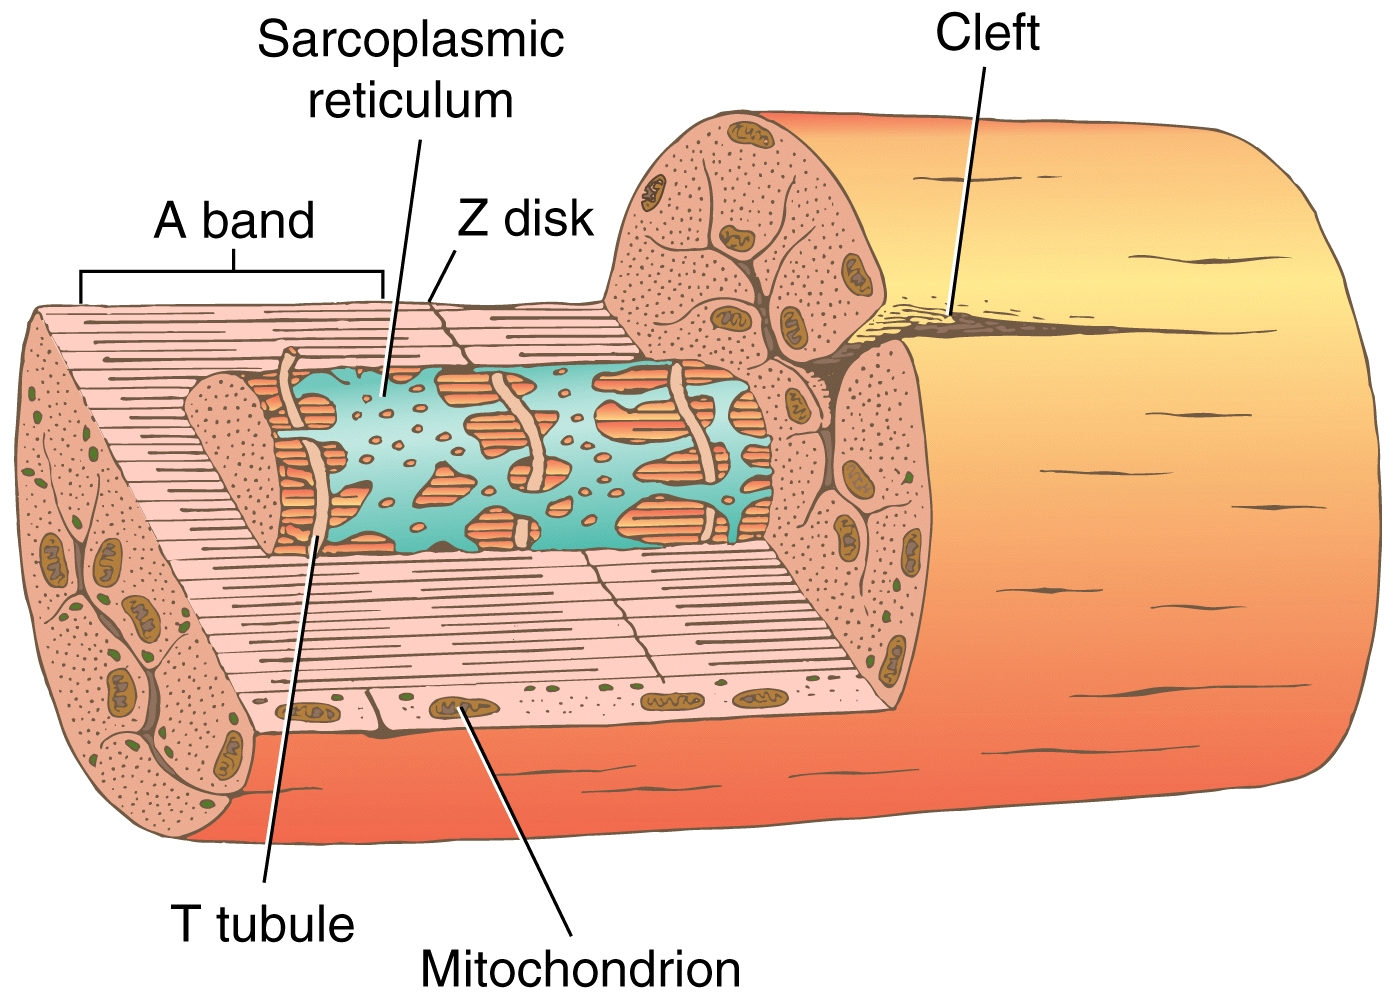 Sarcoplasmic
reticulum
Cleft
A band
Z disk
T tubule
Mitochondrion